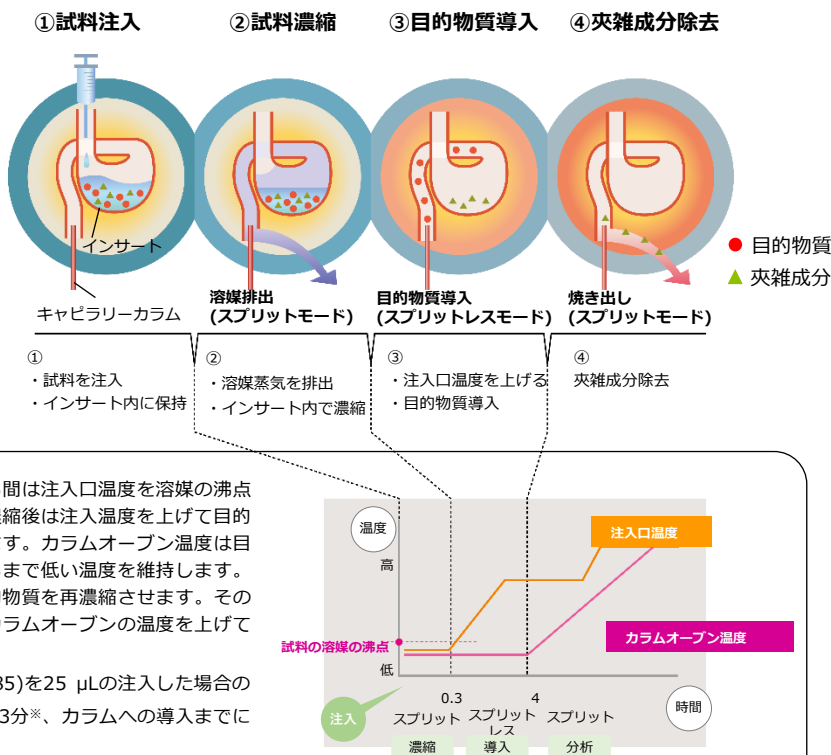 ①試料注入
②試料濃縮
③目的物質導入
④夾雑成分除去
インサート
目的物質
夾雑成分
キャピラリーカラム
溶媒排出
(スプリットモード)
目的物質導入
(スプリットレスモード)
焼き出し
(スプリットモード)
①
・試料を注入
・インサート内に保持
②
・溶媒蒸気を排出
・インサート内で濃縮
③
・注入口温度を上げる
・目的物質導入
④
夾雑成分除去
間は注入口温度を溶媒の沸点
濃縮後は注入温度を上げて目的
す。カラムオーブン温度は目
まで低い温度を維持します。
物質を再濃縮させます。その
カラムオーブンの温度を上げて
35)を25 μLの注入した場合の
3分※、カラムへの導入までに
温度
高
試料の溶媒の沸点
低
注入口温度
カラムオーブン温度
注入
0.3
4
時間
スプリット
スプリット
レス
スプリット
濃縮
導入
分析